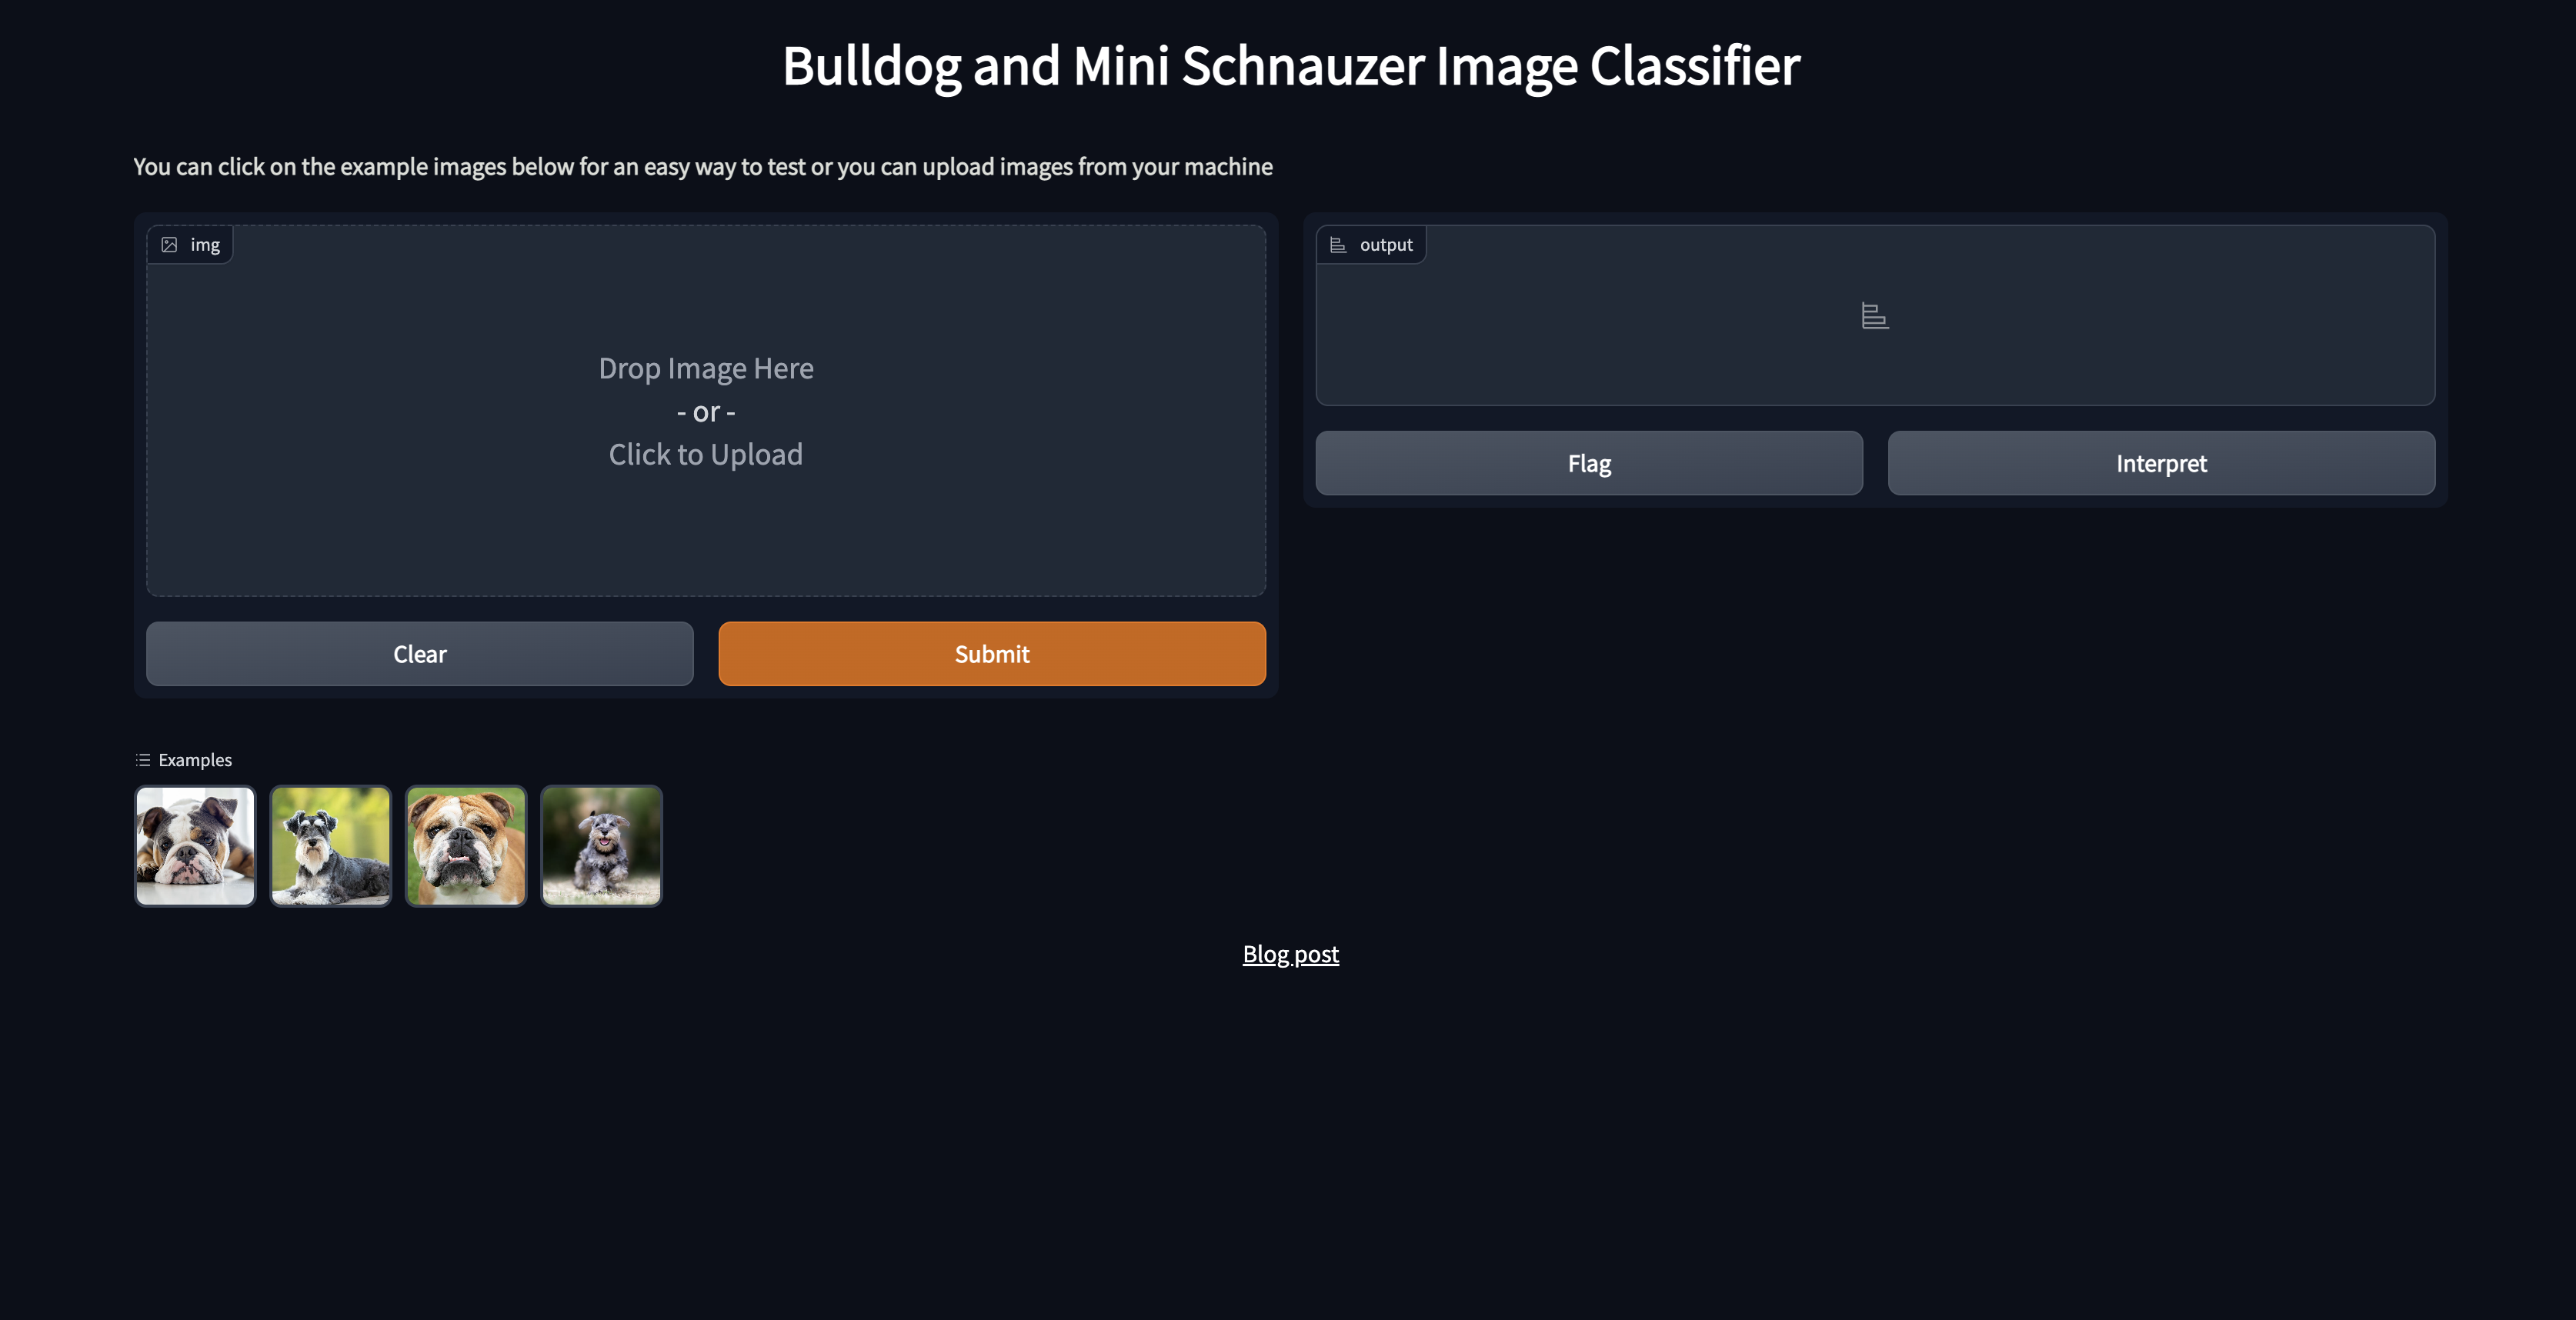 Bulldog and Mini Schnauzer Image Classifier
You can click on the example images below for an easy way to test or you can upload images from your machine
img
Drop Image Here
- or -
Click to Upload
Clear
Submit
output
Flag
Interpret
Examples
Blog post